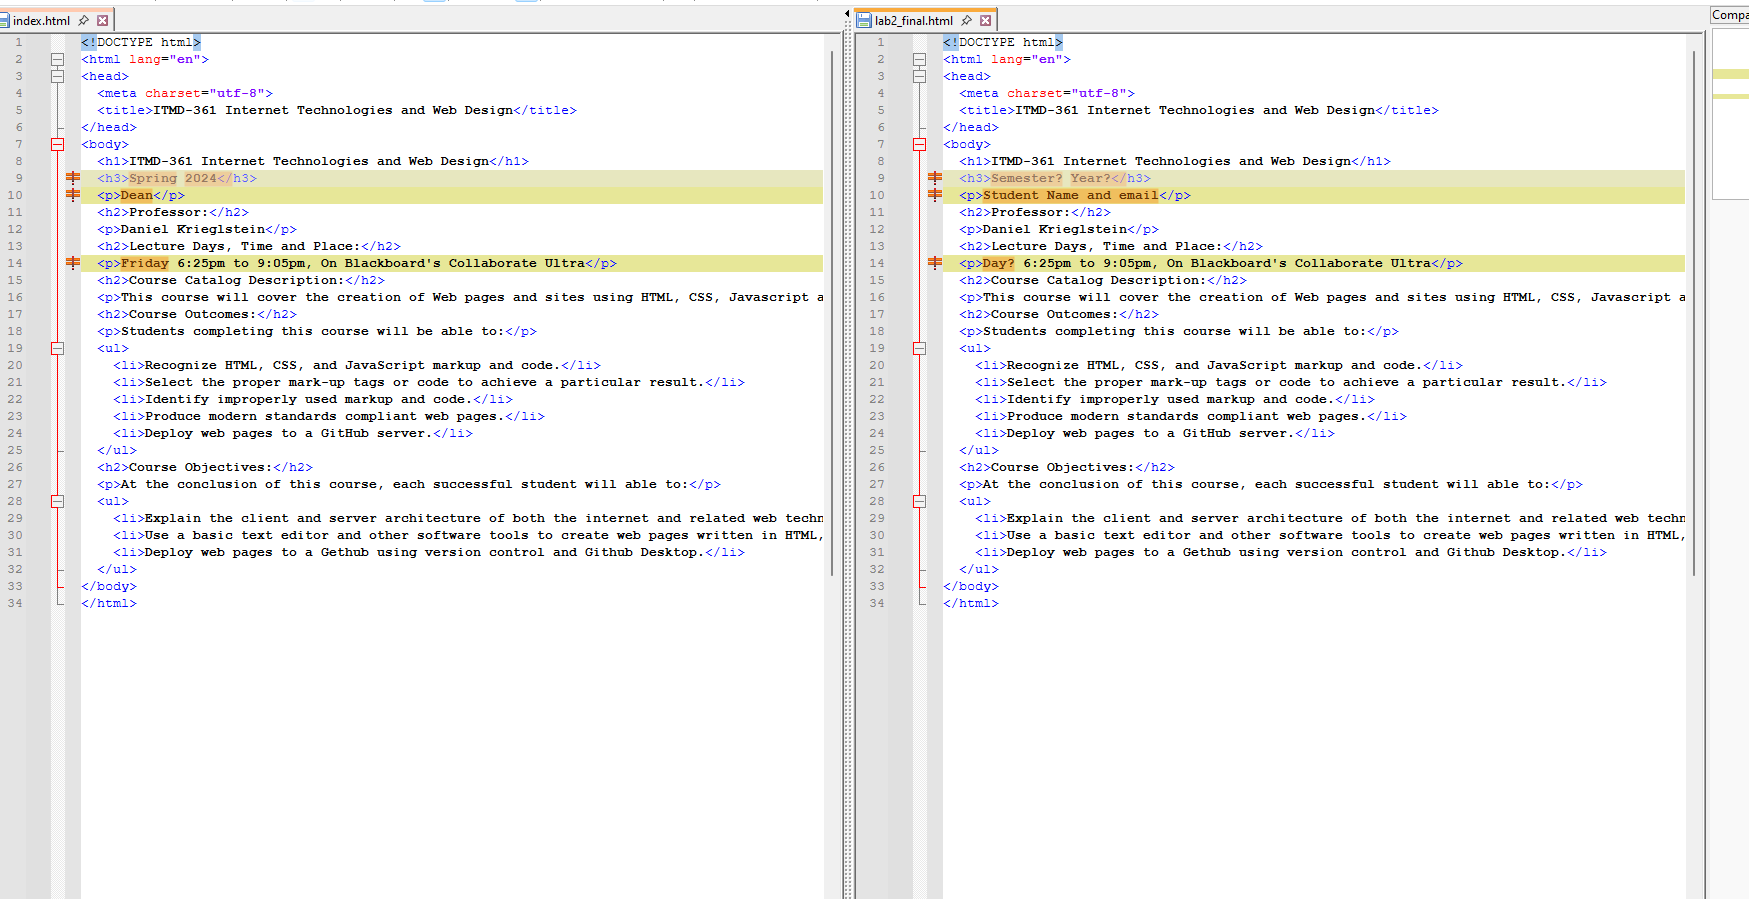 index.html
1 <!DOCTYPE html>
2 <html lang="en">
3 <head>
4 <meta charset="utf-8">
5 <title>ITMD-361 Internet Technologies and Web Design</title>
6 </head>
7 <body>
8 <h1>ITMD-361 Internet Technologies and Web Design</h1>
9 <h3>Spring 2024</h3>
10 <p>Dean</p>
11 <h2>Professor:</h2>
12 <p>Daniel Krieglstein</p>
13 <h2>Lecture Days, Time and Place:</h2>
14 <p>Friday 6:25pm to 9:05pm, On Blackboard's Collaborate Ultra</p>
15 <h2>Course Catalog Description:</h2>
16 <p>This course will cover the creation of Web pages and sites using HTML, CSS, Javascript a
17 <h2>Course Outcomes:</h2>
18 <p>Students completing this course will be able to:</p>
19 <ul>
20 <li>Recognize HTML, CSS, and JavaScript markup and code.</li>
21 <li>Select the proper mark-up tags or code to achieve a particular result.</li>
22 <li>Identify improperly used markup and code.</li>
23 <li>Produce modern standards compliant web pages.</li>
24 <li>Deploy web pages to a GitHub server.</li>
25 </ul>
26 <h2>Course Objectives:</h2>
27 <p>At the conclusion of this course, each successful student will able to:</p>
28 <ul>
29 <li>Explain the client and server architecture of both the internet and related web techn
30 <li>Use a basic text editor and other software tools to create web pages written in HTML,
31 <li>Deploy web pages to a Gethub using version control and Github Desktop.</li>
32 </ul>
33 </body>
34 </html>
lab2_final.html
1 <!DOCTYPE html>
2 <html lang="en">
3 <head>
4 <meta charset="utf-8">
5 <title>ITMD-361 Internet Technologies and Web Design</title>
6 </head>
7 <body>
8 <h1>ITMD-361 Internet Technologies and Web Design</h1>
9 <h3>Semester? Year?</h3>
10 <p>Student Name and email</p>
11 <h2>Professor:</h2>
12 <p>Daniel Krieglstein</p>
13 <h2>Lecture Days, Time and Place:</h2>
14 <p>Day? 6:25pm to 9:05pm, On Blackboard's Collaborate Ultra</p>
15 <h2>Course Catalog Description:</h2>
16 <p>This course will cover the creation of Web pages and sites using HTML, CSS, Javascript a
17 <h2>Course Outcomes:</h2>
18 <p>Students completing this course will be able to:</p>
19 <ul>
20 <li>Recognize HTML, CSS, and JavaScript markup and code.</li>
21 <li>Select the proper mark-up tags or code to achieve a particular result.</li>
22 <li>Identify improperly used markup and code.</li>
23 <li>Produce modern standards compliant web pages.</li>
24 <li>Deploy web pages to a GitHub server.</li>
25 </ul>
26 <h2>Course Objectives:</h2>
27 <p>At the conclusion of this course, each successful student will able to:</p>
28 <ul>
29 <li>Explain the client and server architecture of both the internet and related web techn
30 <li>Use a basic text editor and other software tools to create web pages written in HTML,
31 <li>Deploy web pages to a Gethub using version control and Github Desktop.</li>
32 </ul>
33 </body>
34 </html>
Compa